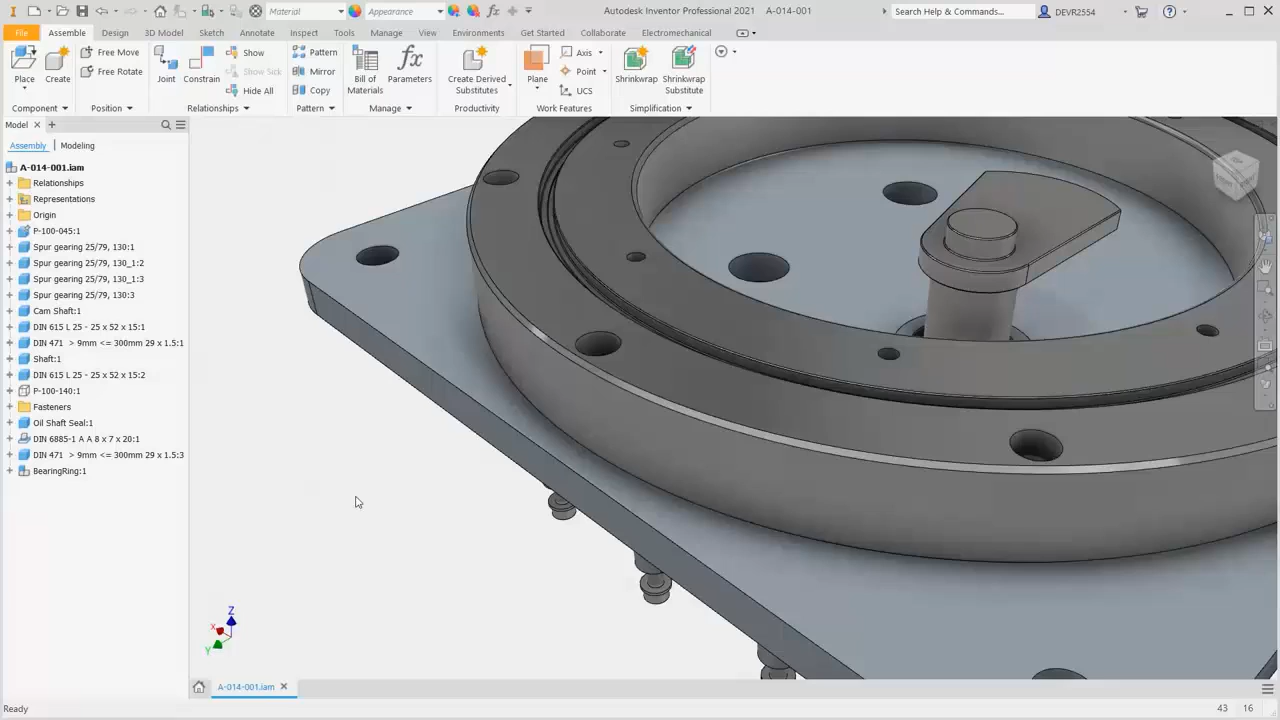 Material
Appearance
Autodesk Inventor Professional 2021 A-014-001
Search Help & Commands...
DEVR2554
File Assembly Design 3D Model Sketch Annotate Inspect Tools Manage View Environments Get Started Collaborate Electromechanical
Place
Create
Component
Free Move
Free Rotate
Position
Joint
Constrain
Show
Show Sick
Hide All
Relationships
Pattern
Mirror
Copy
Pattern
Bill of
Materials
Parameters
Manage
Create Derived
Substitutes
Productivity
Plane
Axis
Point
UCS
Work Features
Shrinkwrap
Shrinkwrap
Substitute
Simplification
Model
Assembly Modeling
A-014-001.iam
Relationships
Representations
Origin
P-100-045:1
Spur gearing 25/79, 130:1
Spur gearing 25/79, 130_1:2
Spur gearing 25/79, 130_1:3
Spur gearing 25/79, 130:3
Cam Shaft:1
DIN 615 L 25 - 25 x 52 x 15:1
DIN 471 > 9mm <= 300mm 29 x 1.5:1
Shaft:1
DIN 615 L 25 - 25 x 52 x 15:2
P-100-140:1
Fasteners
Oil Shaft Seal:1
DIN 6885-1 A A 8 x 7 x 20:1
DIN 471 > 9mm <= 300mm 29 x 1.5:3
BearingRing:1
Z
X
Y
A-014-001.iam
Ready
43 16